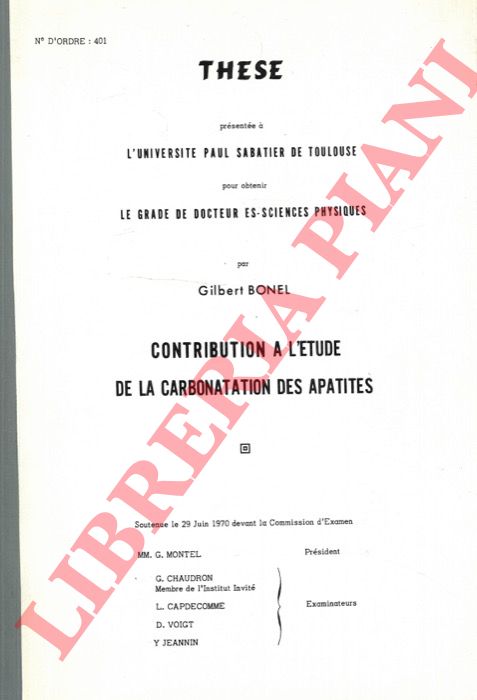 N° D'ORDRE : 401
THESE
présentée à
L'UNIVERSITE PAUL SABATIER DE TOULOUSE
pour obtenir
LE GRADE DE DOCTEUR ES-SCIENCES PHYSIQUES
par
Gilbert BONEL
CONTRIBUTION A L'ETUDE
DE LA CARBONATATION DES APATITES
Soutenue le 29 Juin 1970 devant la Commission d'Examen
MM. G. MONTEL Président
G. CHAUDRON
Membre de l'Institut Invité
L. CAPDECOMME Examinateurs
D. VOIGT
Y JEANNIN
LIBRERIA PIANI